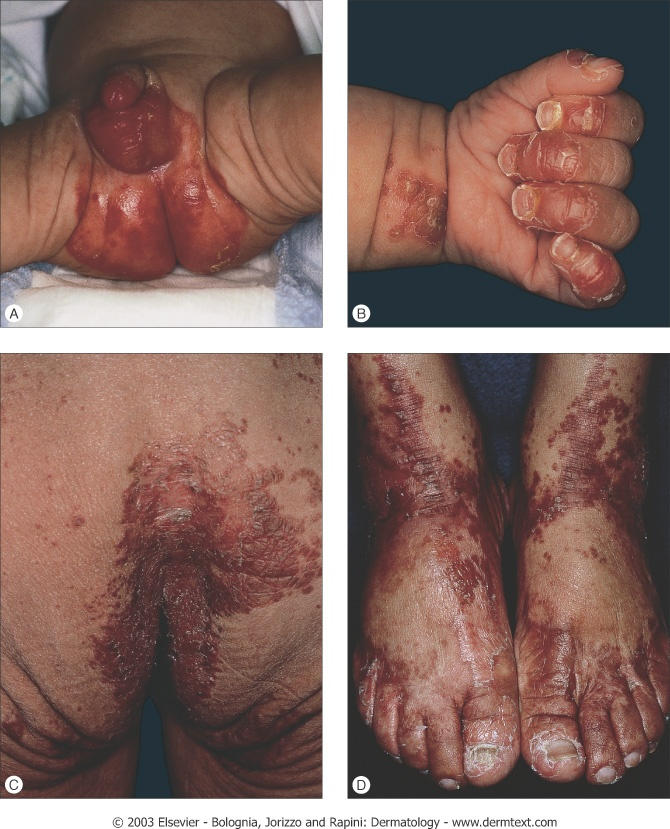 A
B
C
D
© 2003 Elsevier - Bolognia, Jorizzo and Rapini: Dermatology - www.dermtext.com